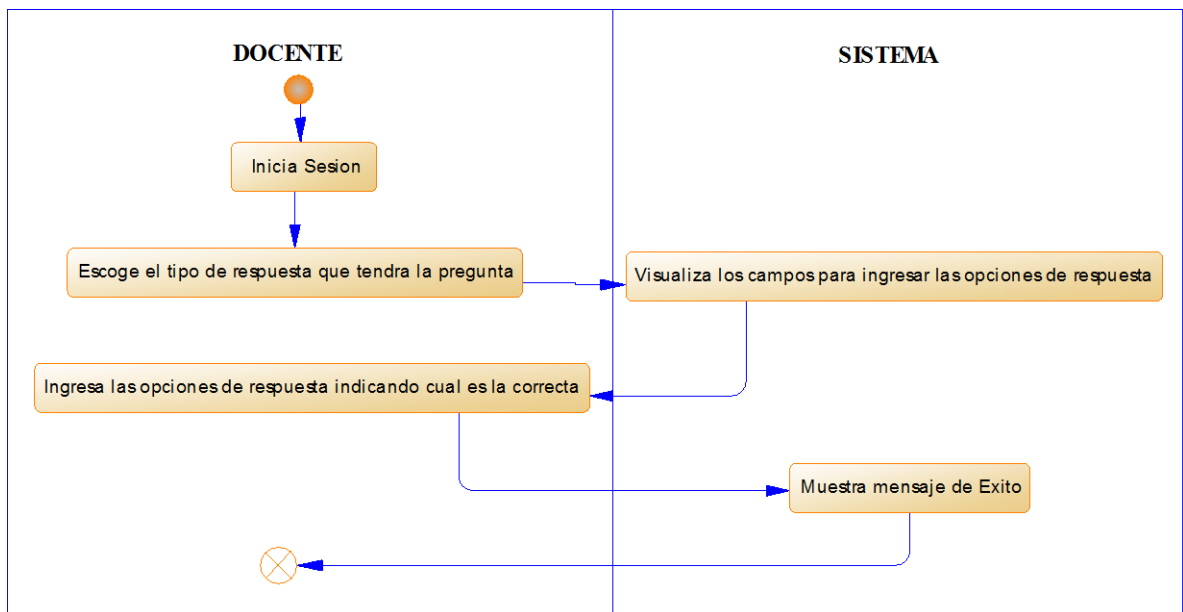 DOCENTE
SISTEMA
Inicia Sesion
Escoge el tipo de respuesta que tendra la pregunta
Visualiza los campos para ingresar las opciones de respuesta
Ingresa las opciones de respuesta indicando cual es la correcta
Muestra mensaje de Exito